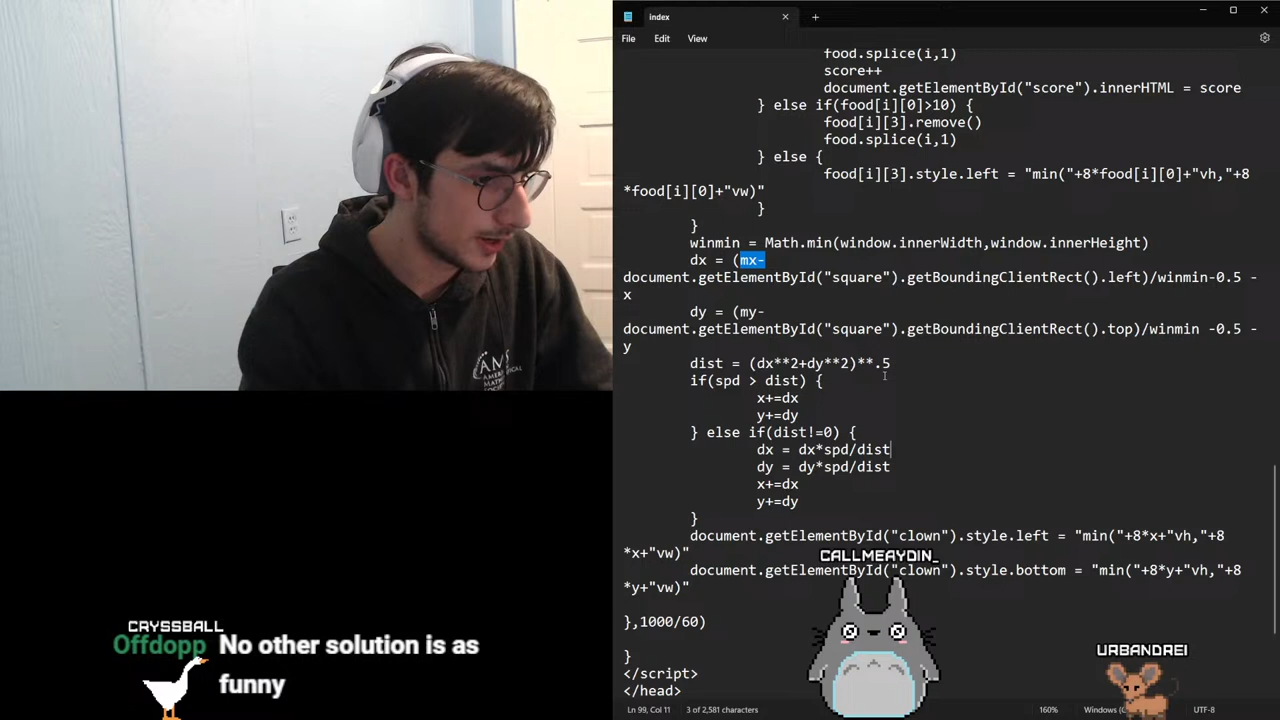 index
File Edit View
food.splice(i,1)
score++
document.getElementById("score").innerHTML = score
} else if(food[i][0]>10) {
food[i][3].remove()
food.splice(i,1)
} else {
food[i][3].style.left = "min("+8*food[i][0]+"vh,"+8
*food[i][0]+"vw)"
}
}
winmin = Math.min(window.innerWidth,window.innerHeight)
dx = (mx-
document.getElementById("square").getBoundingClientRect().left)/winmin-0.5 -
x
dy = (my-
document.getElementById("square").getBoundingClientRect().top)/winmin -0.5 -
y
dist = (dx**2+dy**2)**.5
if(spd > dist) {
x+=dx
y+=dy
} else if(dist!=0) {
dx = dx*spd/dist
dy = dy*spd/dist
x+=dx
y+=dy
}
document.getElementById("clown").style.left = "min("+8*x+"vh,"+8
*x+"vw)"
document.getElementById("clown").style.bottom = "min("+8*y+"vh,"+8
*y+"vw)"
},1000/60)
}
</script>
</head>
Ln 99, Col 11 3 of 2,581 characters 160% Windows (C UTF-8
CALLMEAYDIN_
URBANDREI
CRYSSBALL
Offdopp No other solution is as
funny